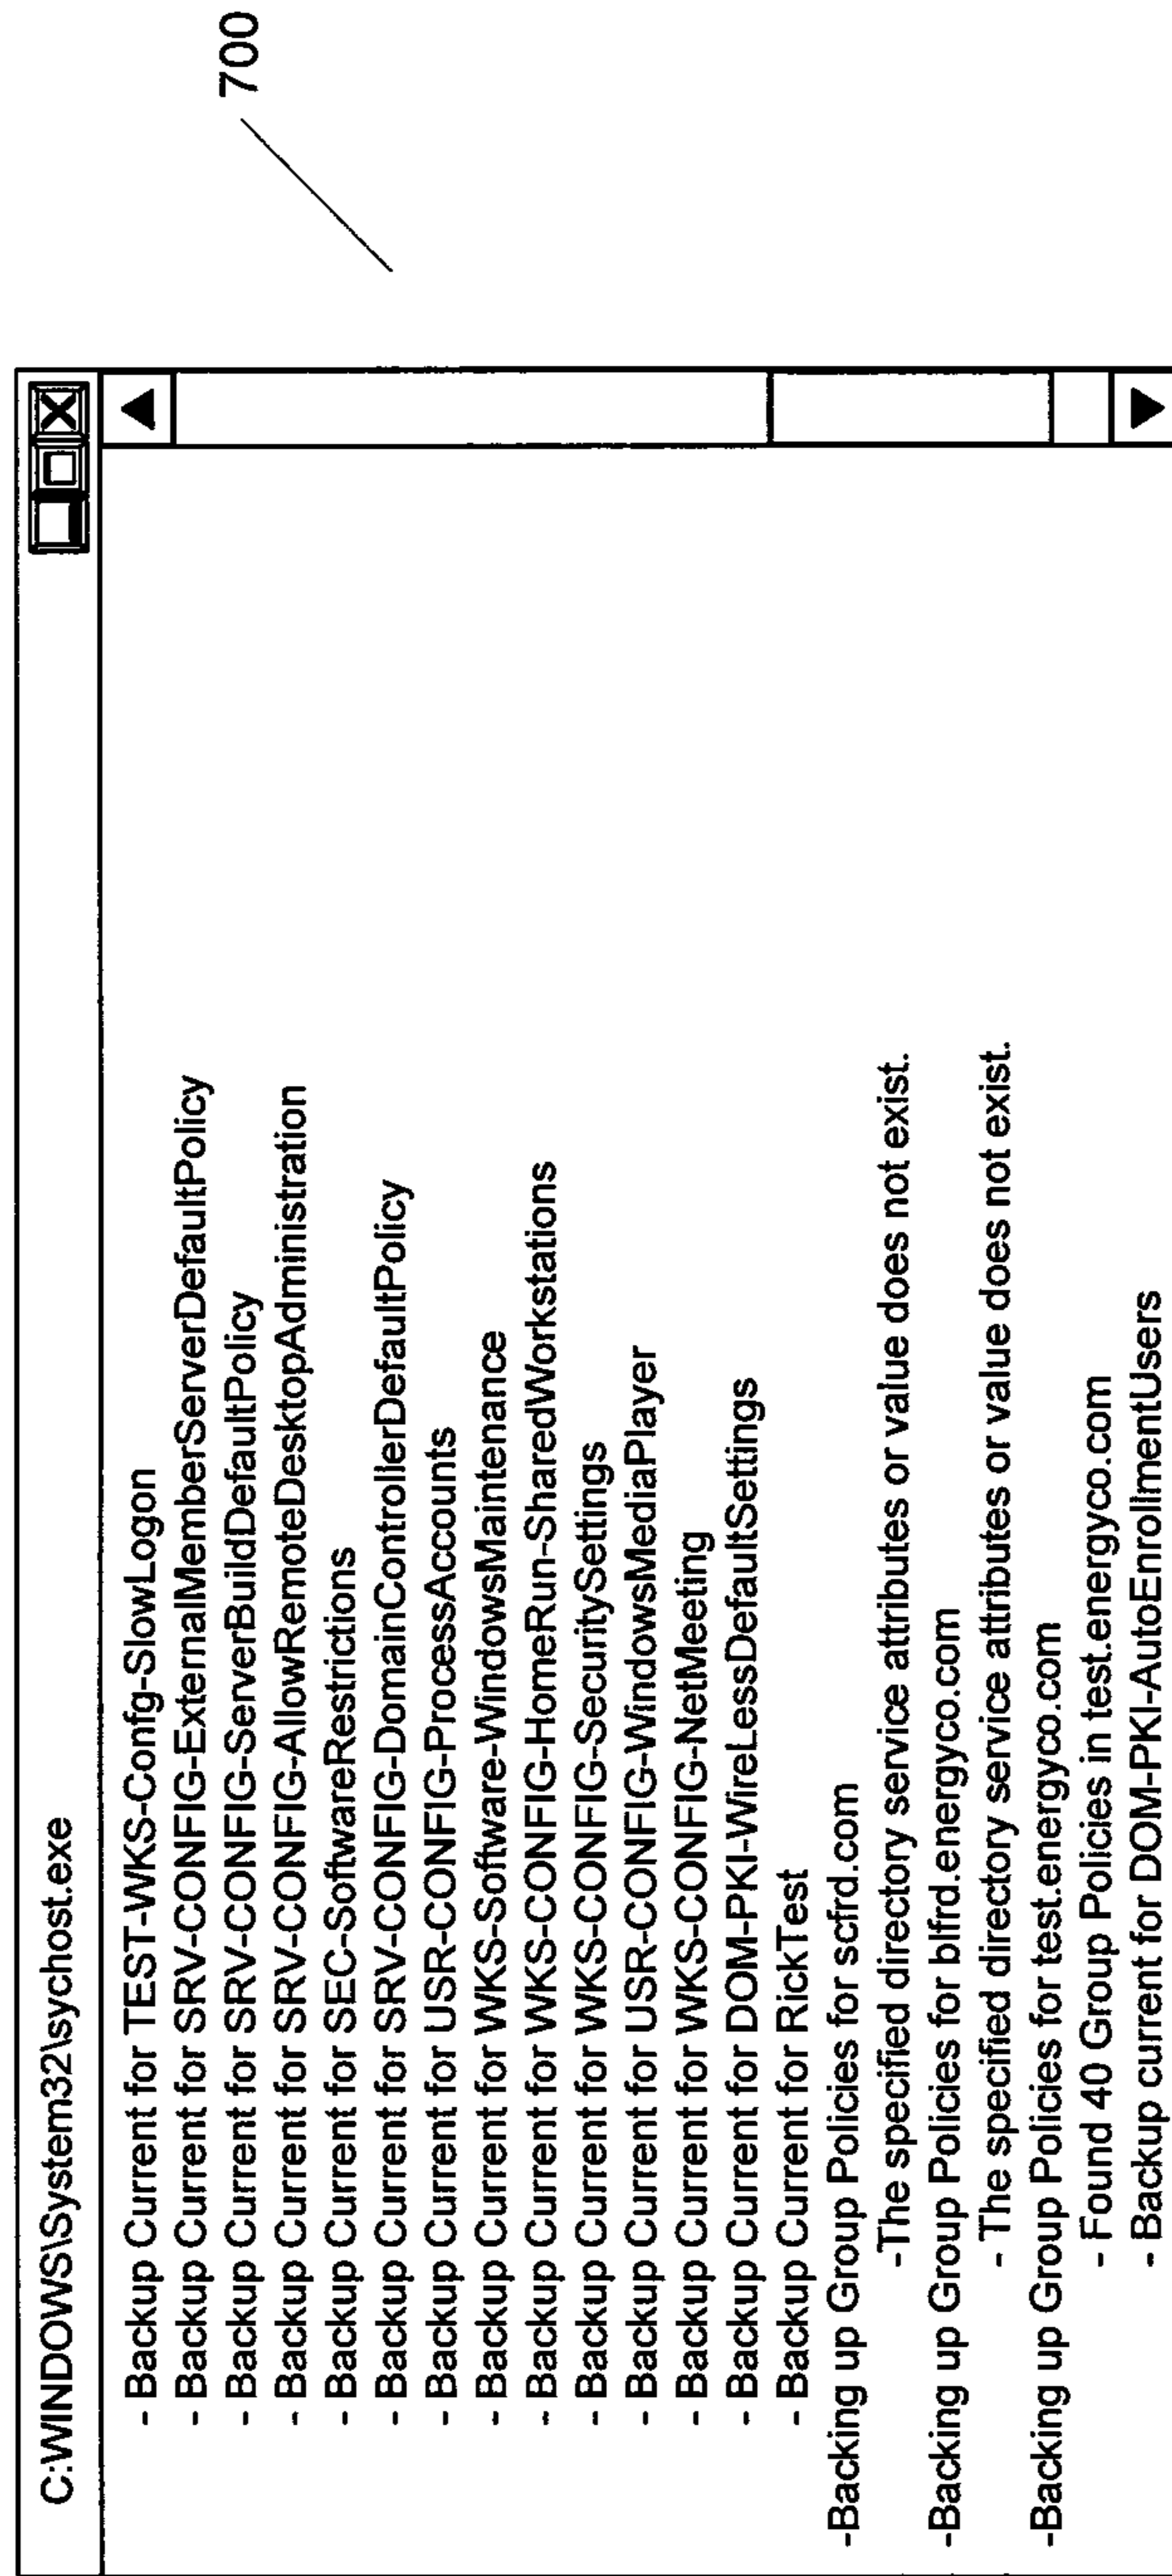 700
C:WINDOWS\System32\sychost.exe
- Backup Current for TEST-WKS-Confg-SlowLogon
- Backup Current for SRV-CONFIG-ExternalMemberServerDefaultPolicy
- Backup Current for SRV-CONFIG-ServerBuildDefaultPolicy
- Backup Current for SRV-CONFIG-AllowRemoteDesktopAdministration
- Backup Current for SEC-SoftwareRestrictions
- Backup Current for SRV-CONFIG-DomainControllerDefaultPolicy
- Backup Current for USR-CONFIG-ProcessAccounts
- Backup Current for WKS-Software-WindowsMaintenance
- Backup Current for WKS-CONFIG-HomeRun-SharedWorkstations
- Backup Current for WKS-CONFIG-SecuritySettings
- Backup Current for USR-CONFIG-WindowsMediaPlayer
- Backup Current for WKS-CONFIG-NetMeeting
- Backup Current for DOM-PKI-WireLessDefaultSettings
- Backup Current for RickTest
-Backing up Group Policies for scfrd.com
-The specified directory service attributes or value does not exist.
-Backing up Group Policies for blfrd.energyco.com
- The specified directory service attributes or value does not exist.
-Backing up Group Policies for test.energyco.com
- Found 40 Group Policies in test.energyco.com
- Backup current for DOM-PKI-AutoEnrollmentUsers